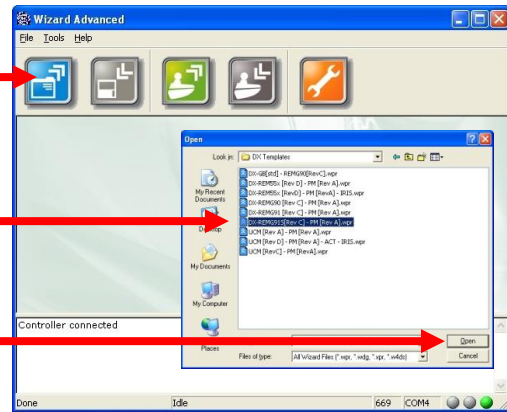 Wizard Advanced
File Tools Help
Open
Look in: DX Templates
My Recent Documents
Desktop
My Documents
My Computer
Places
DX-GB[std] - REMG90[RevC].wpr
DX-REM55x [Rev D] - PM [Rev A].wpr
DX-REM55x [RevD] - PM [RevA] - IRIS.wpr
DX-REMG90 [Rev C] - PM [Rev A].wpr
DX-REMG91 [Rev C] - PM [Rev A].wpr
DX-REMG91S[Rev C] - PM [Rev A].wpr
UCM [Rev A] - PM [Rev A].wpr
UCM [Rev D] - PM [Rev A] - ACT - IRIS.wpr
UCM [RevC] - PM [RevA].wpr
Open
Files of type: All Wizard Files (*.wpr, *.wdg, *.xpr, *.w4ds)
Cancel
Controller connected
Done Idle 669 COM4